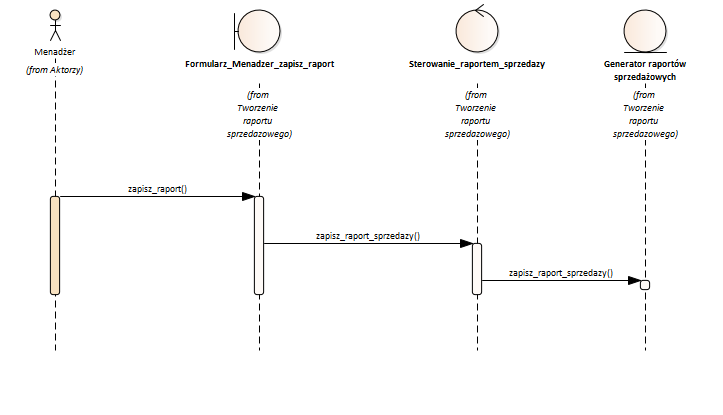 Menadżer
(from Aktorzy)
Formularz_Menadzer_zapisz_raport
(from
Tworzenie
raportu
sprzedazowego)
Sterowanie_raportem_sprzedazy
(from
Tworzenie
raportu
sprzedazowego)
Generator raportów
sprzedażowych
(from
Tworzenie
raportu
sprzedazowego)
zapisz_raport()
zapisz_raport_sprzedazy()
zapisz_raport_sprzedazy()